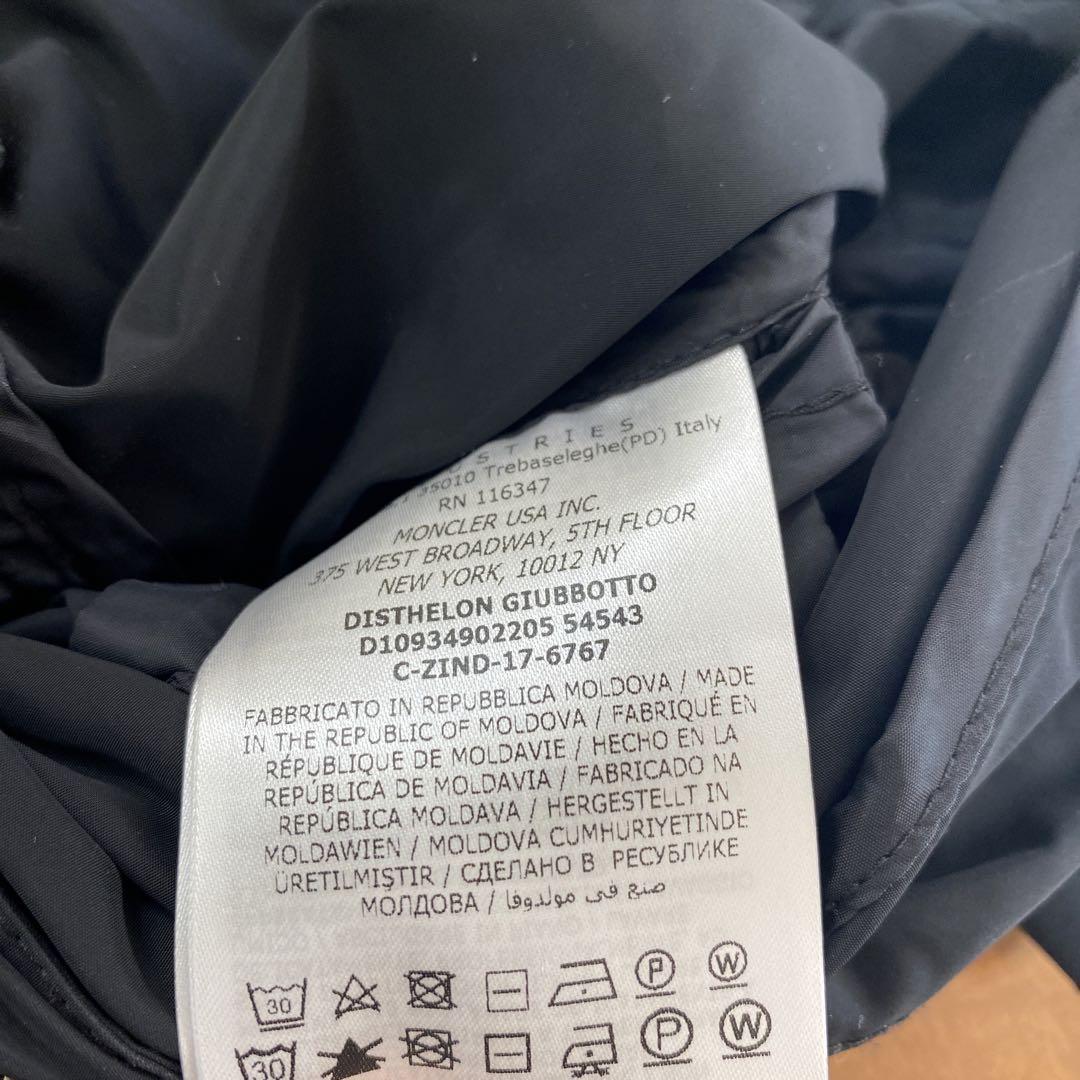 USTRIES
35010 Trebaseleghe(PD) Italy
RN 116347
MONCLER USA INC.
375 WEST BROADWAY, 5TH FLOOR
NEW YORK, 10012 NY
DISTHELON GIUBBOTTO
D10934902205 54543
C-ZIND-17-6767
FABBRICATO IN REPUBBLICA MOLDOVA / MADE
IN THE REPUBLIC OF MOLDOVA / FABRIQUÉ EN
RÉPUBLIQUE DE MOLDAVIE / HECHO EN LA
REPÚBLICA DE MOLDAVIA / FABRICADO NA
REPÚBLICA MOLDAVA / HERGESTELLT IN
MOLDAWIEN / MOLDOVA CUMHURIYETINDE
ÜRETILMIŞTIR / СДЕЛАНО В РЕСУБЛИКЕ
МОЛДОВА / صنع في مولدوفا
30 P W
30 P W